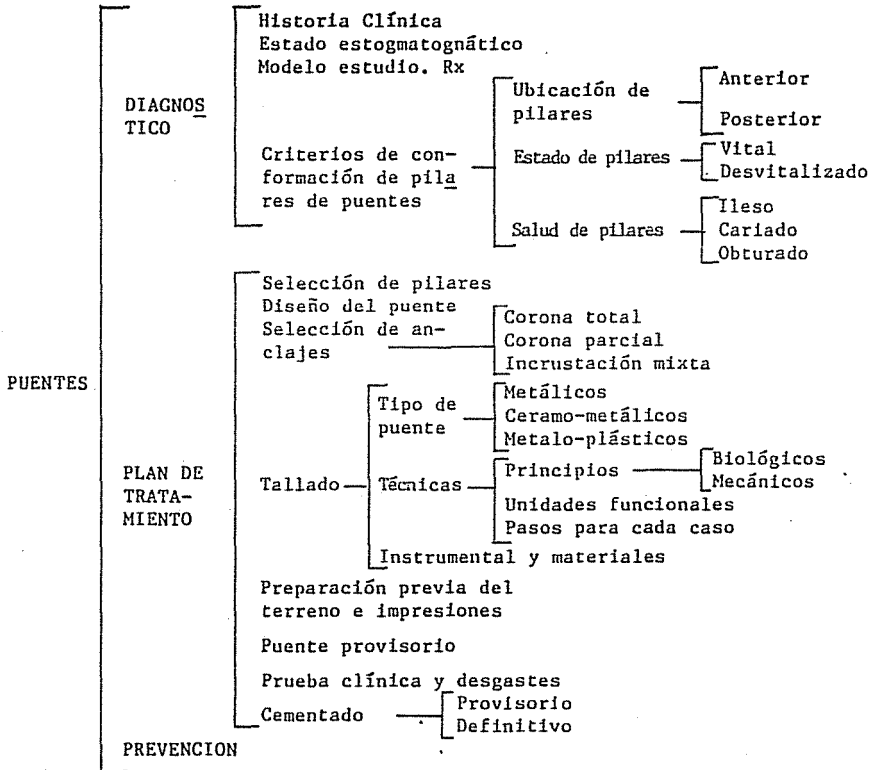 PUENTES
DIAGNOS
TICO
Historia Clínica
Estado estogmatognático
Modelo estudio. Rx
Criterios de con-
formación de pila
res de puentes
Ubicación de
pilares
Anterior
Posterior
Estado de pilares
Vital
Desvitalizado
Salud de pilares
Ileso
Cariado
Obturado
PLAN DE
TRATA-
MIENTO
Selección de pilares
Diseño del puente
Selección de an-
clajes
Corona total
Corona parcial
Incrustación mixta
Tallado
Tipo de
puente
Metálicos
Ceramo-metálicos
Metalo-plásticos
Técnicas
Principios
Biológicos
Mecánicos
Unidades funcionales
Pasos para cada caso
Instrumental y materiales
Preparación previa del
terreno e impresiones
Puente provisorio
Prueba clínica y desgastes
Cementado
Provisorio
Definitivo
PREVENCION